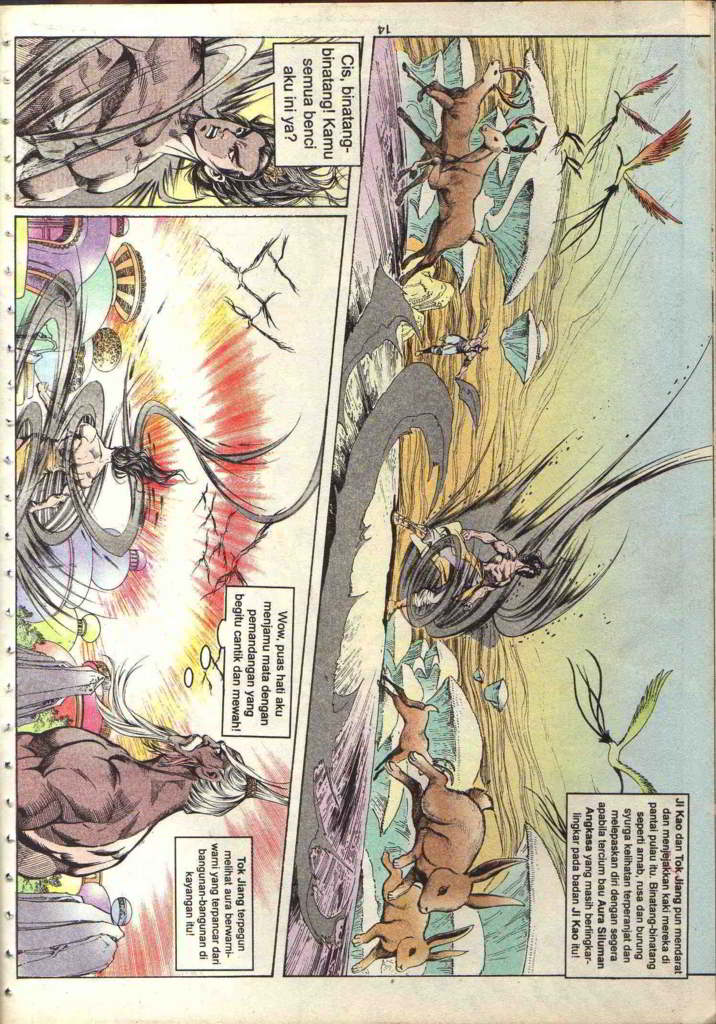 Ji Kao dan Tok Jiang pun mendarat
dan menjejakkan kaki mereka di
pantai pulau itu. Binatang-binatang
seperti arnab, rusa dan burung
syurga kelihatan terperanjat dan
melepaskan diri dengan segera
apabila tercium bau Aura Siluman
Angkasa yang masih berlingkar-
lingkar pada badan Ji Kao itu!
Cis, binatang-
binatang! Kamu
semua benci
aku ini ya?
Wow, puas hati aku
menjamu mata dengan
pemandangan yang
begitu cantik dan mewah!
Tok Jiang terpegun
melihat aura berwarni-
warni yang terpancar dari
bangunan-bangunan di
kayangan itu!
14